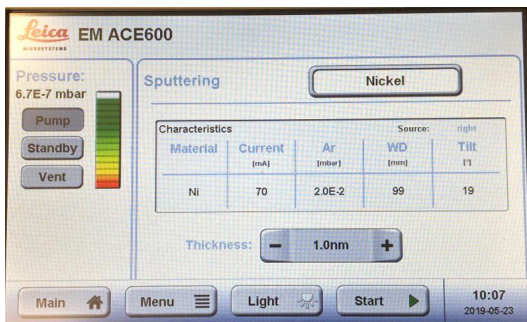 Leica EM ACE600
MICROSYSTEMS
Pressure:
6.7E-7 mbar
Pump
Standby
Vent
Sputtering
Nickel
Characteristics Source: right
Material Current Ar WD Tilt
[mA] [mbar] [mm] [°]
Ni 70 2.0E-2 99 19
Thickness: − 1.0nm +
Main Menu Light Start
10:07
2019-05-23